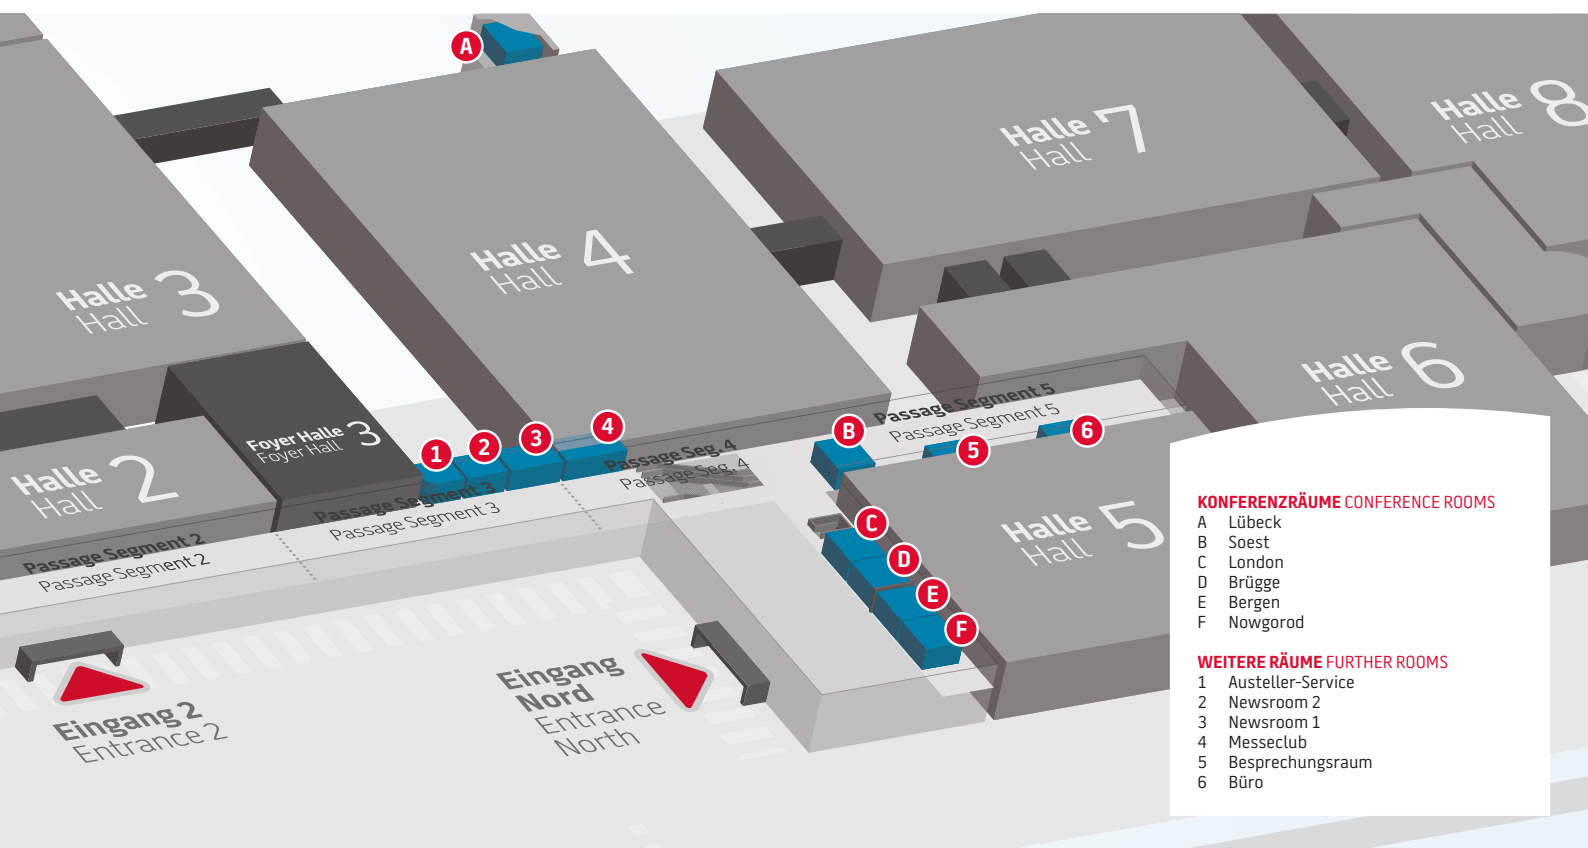 A
Halle 7
Hall
Halle 8
Hall
Halle 4
Hall
Halle 3
Hall
Halle 6
Hall
Foyer Halle 3
Foyer Hall
Halle 2
Hall
1
2
3
4
B
5
6
Passage Segment 5
Passage Segment 5
Passage Seg. 4
Passage Seg. 4
Passage Segment 3
Passage Segment 3
Passage Segment 2
Passage Segment 2
Halle 5
Hall
C
D
E
F
Eingang 2
Entrance 2
Eingang
Nord
Entrance
North
KONFERENZRÄUME CONFERENCE ROOMS
A Lübeck
B Soest
C London
D Brügge
E Bergen
F Nowgorod
WEITERE RÄUME FURTHER ROOMS
1 Austeller-Service
2 Newsroom 2
3 Newsroom 1
4 Messeclub
5 Besprechungsraum
6 Büro